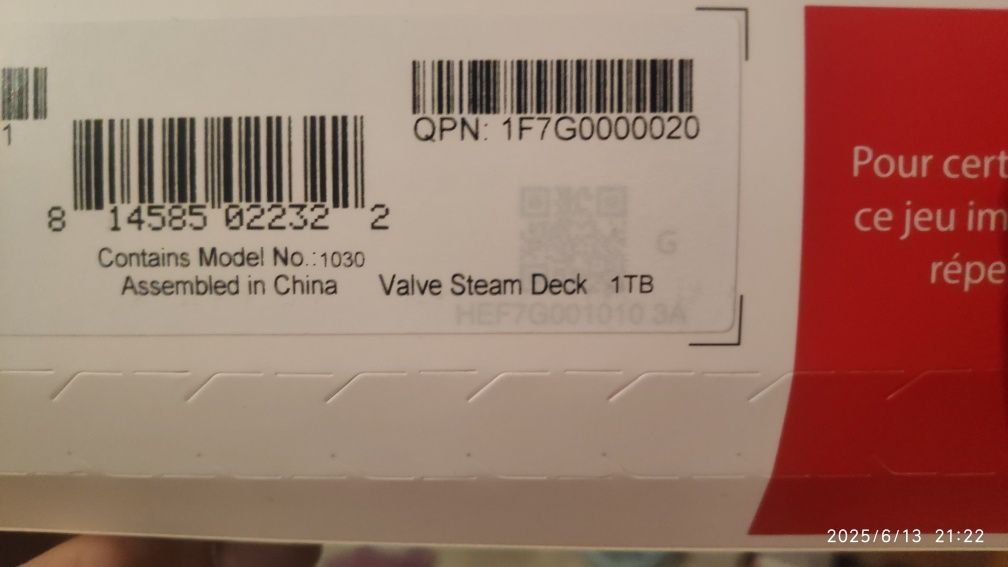 1
QPN: 1F7G0000020
8 14585 02232 2
Contains Model No.:1030
Assembled in China
Valve Steam Deck 1TB
G
HEF7G001010 3A
Pour cert
ce jeu im
répe
2025/6/13 21:22